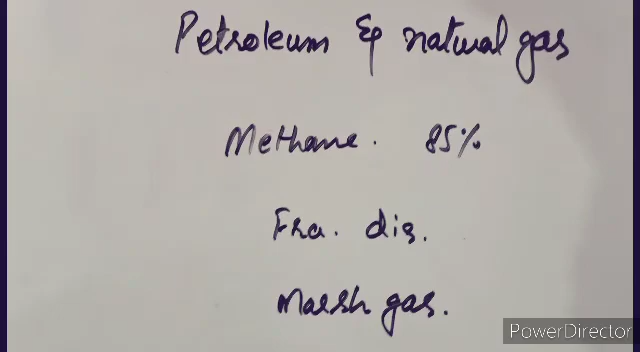 Petroleum & natural gas
Methane. 85%
Fra. dis.
Marsh gas.
PowerDirector